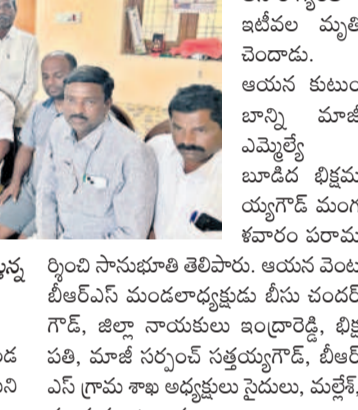 ఇటీవల మృతి
చెందాడు.
ఆయన కుటుం
బాన్ని మాజీ
ఎమ్మెల్యే
బూడిద భిక్షమ
య్యగౌడ్ మంగ
ళవారం పరామ
ర్శించి సానుభూతి తెలిపారు. ఆయన వెంట
బీఆర్ఎస్ మండలాధ్యక్షుడు బీసు చందర్
గౌడ్, జిల్లా నాయకులు ఇంద్రారెడ్డి, భిక్ష
పతి, మాజీ సర్పంచ్ సత్తయ్యగౌడ్, బీఆర్
ఎస్ గ్రామ శాఖ అధ్యక్షులు సైదులు, మల్లేశ్,